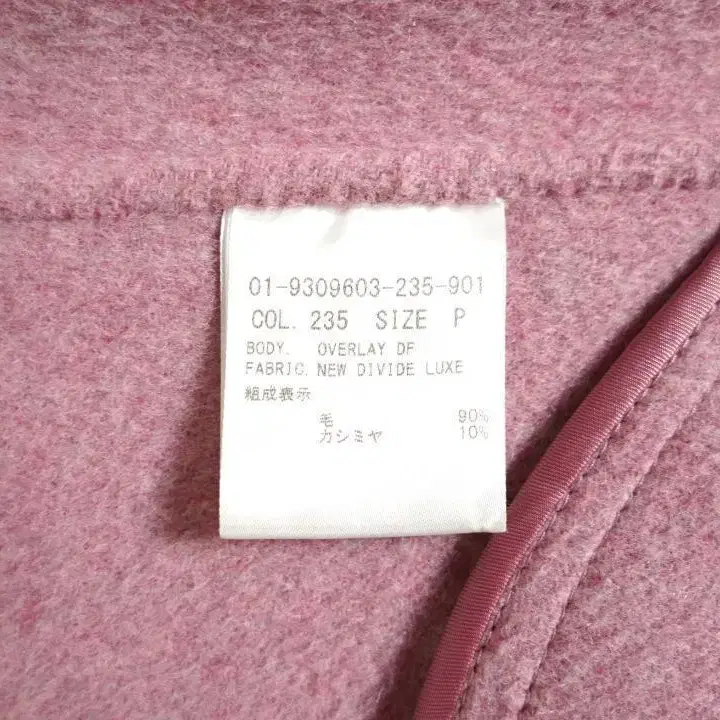 01-9309603-235-901
COL. 235 SIZE P
BODY. OVERLAY DF
FABRIC. NEW DIVIDE LUXE
組成表示
毛 90%
カシミヤ 10%